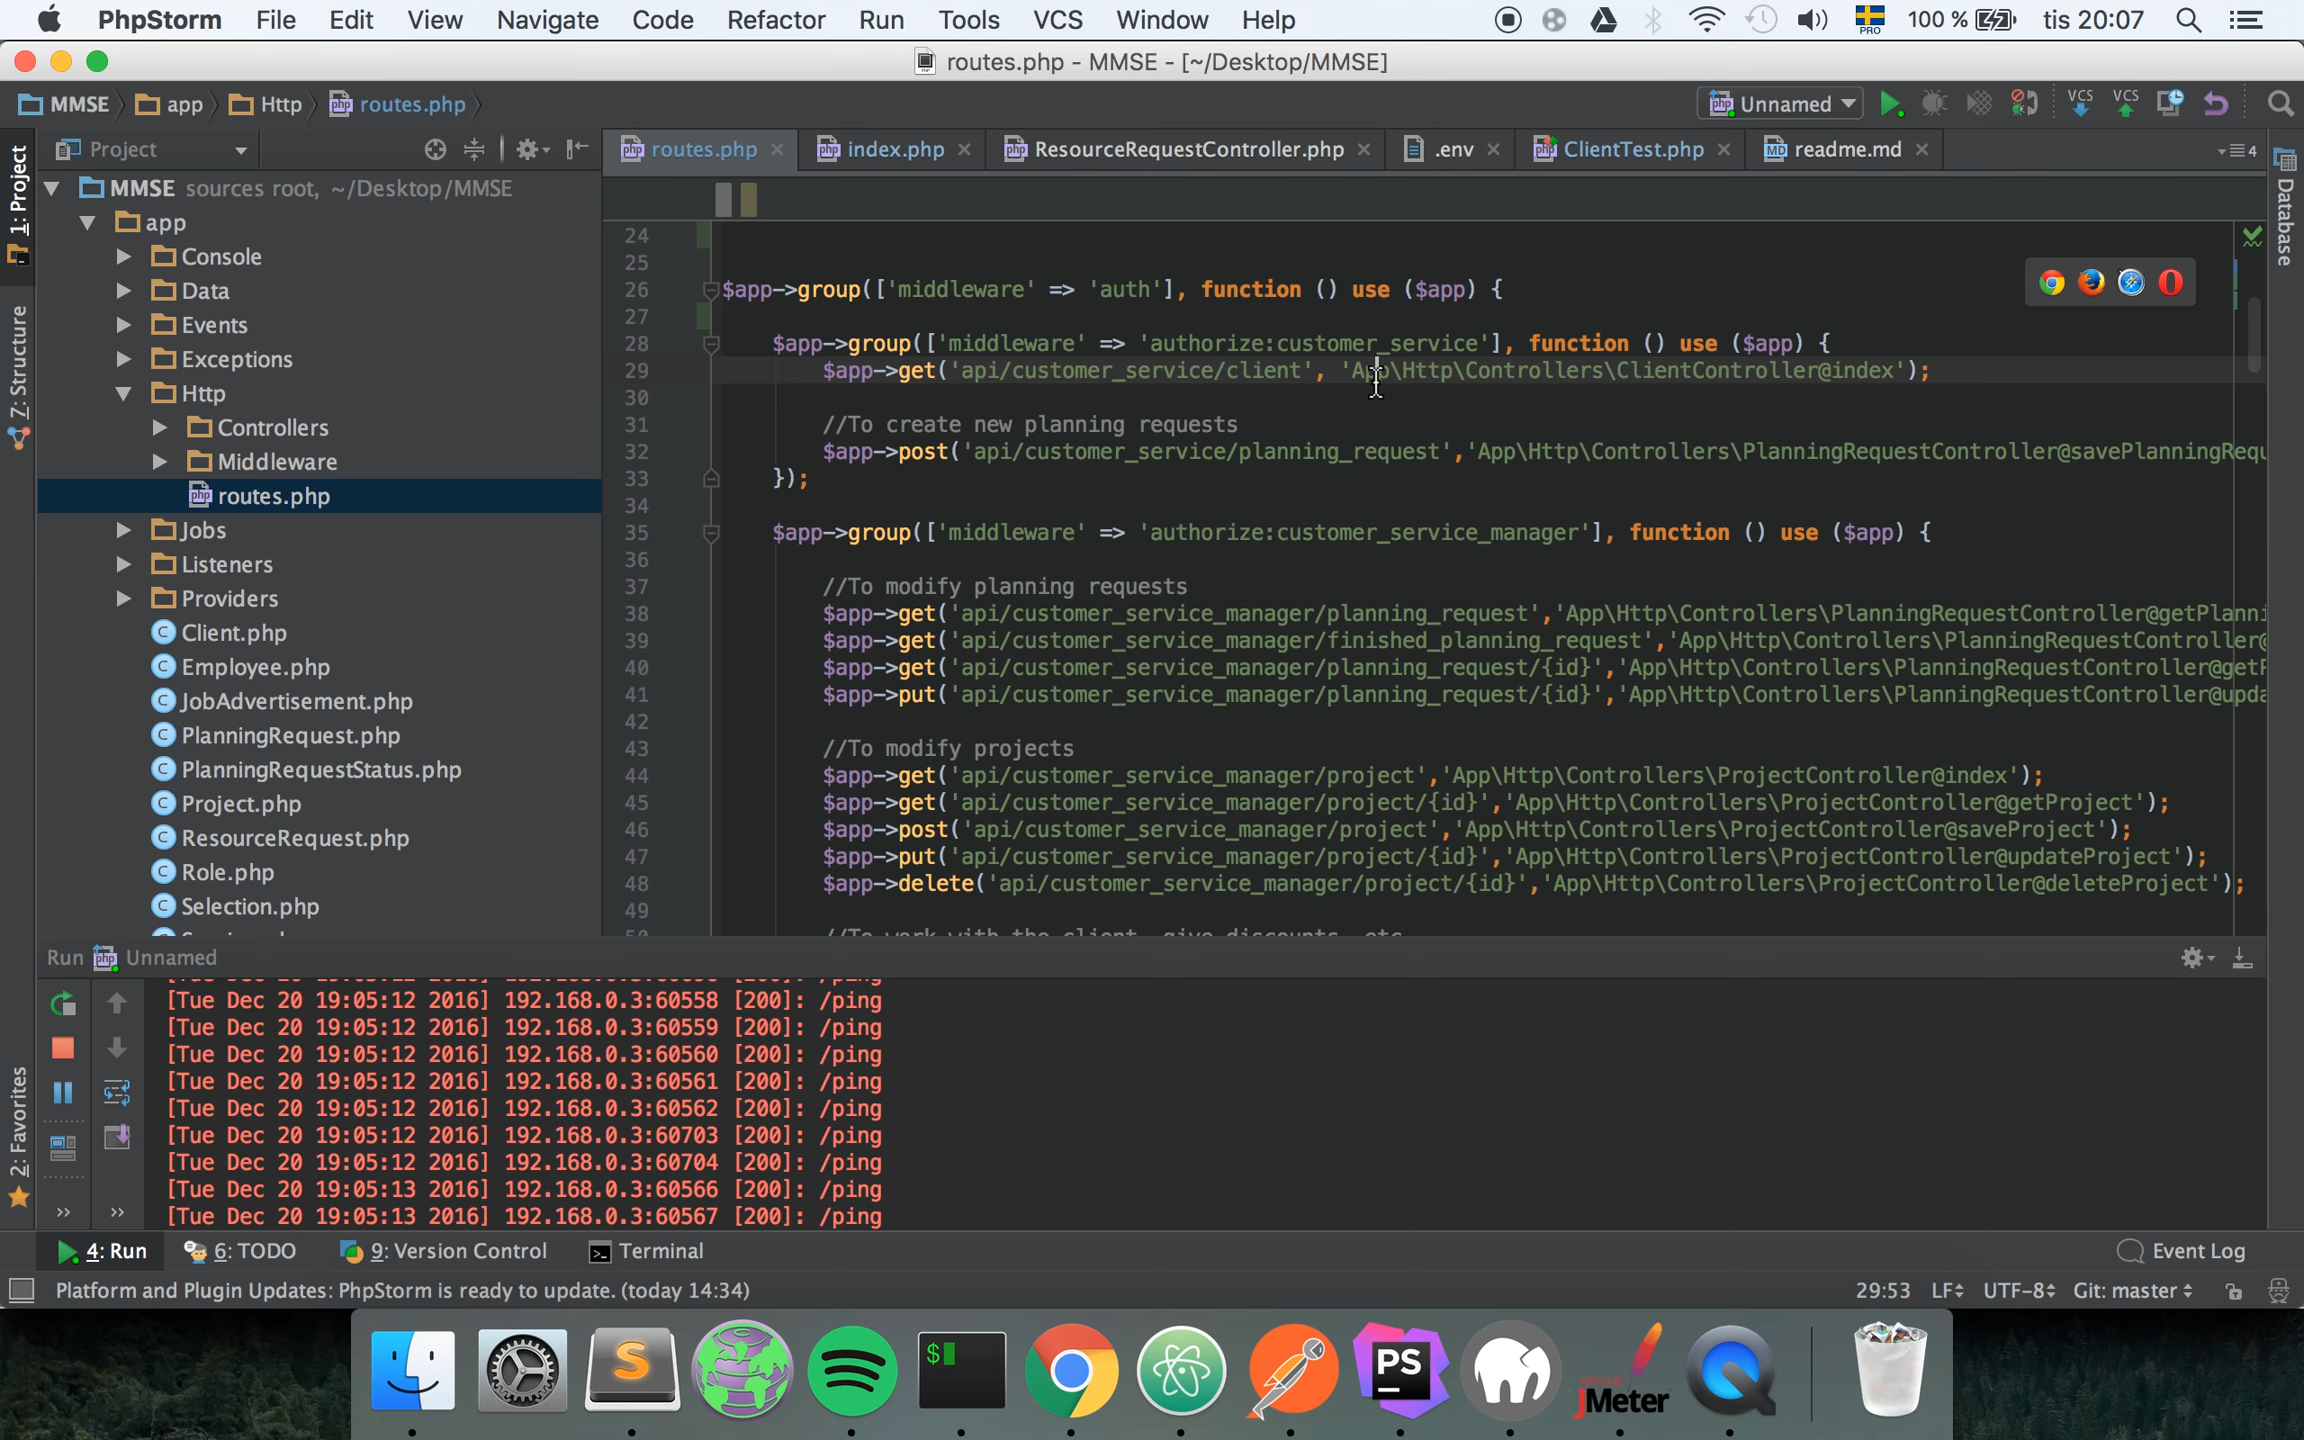 PhpStorm File Edit View Navigate Code Refactor Run Tools VCS Window Help PRO 100 % tis 20:07
routes.php - MMSE - [~/Desktop/MMSE]
MMSE app Http routes.php Unnamed VCS VCS
Project routes.php index.php ResourceRequestController.php .env ClientTest.php readme.md 4
1: Project
7: Structure
2: Favorites
Database
MMSE sources root, ~/Desktop/MMSE
app
Console
Data
Events
Exceptions
Http
Controllers
Middleware
routes.php
Jobs
Listeners
Providers
Client.php
Employee.php
JobAdvertisement.php
PlanningRequest.php
PlanningRequestStatus.php
Project.php
ResourceRequest.php
Role.php
Selection.php
24
25
26 $app->group(['middleware' => 'auth'], function () use ($app) {
27
28 $app->group(['middleware' => 'authorize:customer_service'], function () use ($app) {
29 $app->get('api/customer_service/client', 'App\Http\Controllers\ClientController@index');
30
31 //To create new planning requests
32 $app->post('api/customer_service/planning_request','App\Http\Controllers\PlanningRequestController@savePlanningRequ
33 });
34
35 $app->group(['middleware' => 'authorize:customer_service_manager'], function () use ($app) {
36
37 //To modify planning requests
38 $app->get('api/customer_service_manager/planning_request','App\Http\Controllers\PlanningRequestController@getPlanni
39 $app->get('api/customer_service_manager/finished_planning_request','App\Http\Controllers\PlanningRequestController@
40 $app->get('api/customer_service_manager/planning_request/{id}','App\Http\Controllers\PlanningRequestController@getP
41 $app->put('api/customer_service_manager/planning_request/{id}','App\Http\Controllers\PlanningRequestController@upda
42
43 //To modify projects
44 $app->get('api/customer_service_manager/project','App\Http\Controllers\ProjectController@index');
45 $app->get('api/customer_service_manager/project/{id}','App\Http\Controllers\ProjectController@getProject');
46 $app->post('api/customer_service_manager/project','App\Http\Controllers\ProjectController@saveProject');
47 $app->put('api/customer_service_manager/project/{id}','App\Http\Controllers\ProjectController@updateProject');
48 $app->delete('api/customer_service_manager/project/{id}','App\Http\Controllers\ProjectController@deleteProject');
49
50 //To work with the client, give discounts, etc
Run Unnamed
[Tue Dec 20 19:05:12 2016] 192.168.0.3:60558 [200]: /ping
[Tue Dec 20 19:05:12 2016] 192.168.0.3:60559 [200]: /ping
[Tue Dec 20 19:05:12 2016] 192.168.0.3:60560 [200]: /ping
[Tue Dec 20 19:05:12 2016] 192.168.0.3:60561 [200]: /ping
[Tue Dec 20 19:05:12 2016] 192.168.0.3:60562 [200]: /ping
[Tue Dec 20 19:05:12 2016] 192.168.0.3:60703 [200]: /ping
[Tue Dec 20 19:05:12 2016] 192.168.0.3:60704 [200]: /ping
[Tue Dec 20 19:05:13 2016] 192.168.0.3:60566 [200]: /ping
[Tue Dec 20 19:05:13 2016] 192.168.0.3:60567 [200]: /ping
4: Run 6: TODO 9: Version Control Terminal Event Log
Platform and Plugin Updates: PhpStorm is ready to update. (today 14:34) 29:53 LF UTF-8 Git: master
S $ PS APACHE JMeter